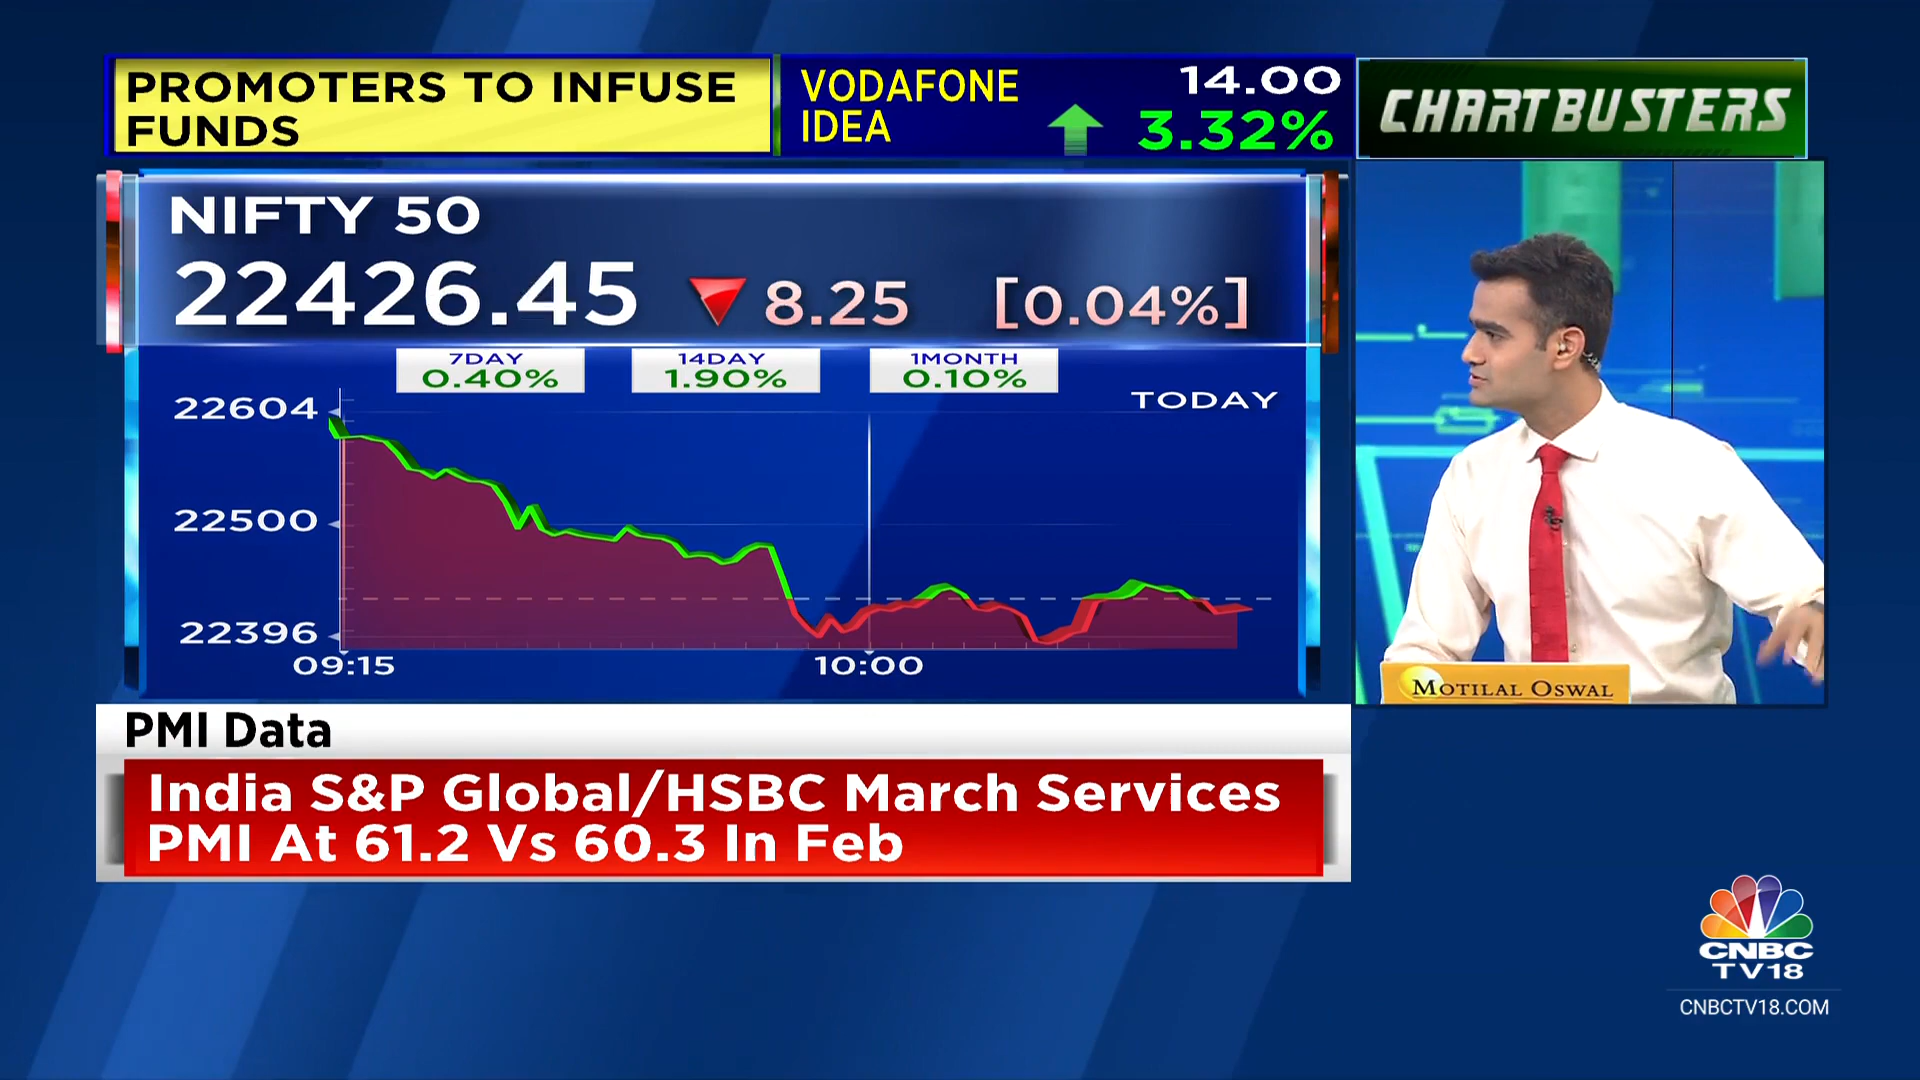 PROMOTERS TO INFUSE
FUNDS
VODAFONE
IDEA
14.00
3.32%
CHARTBUSTERS
NIFTY 50
22426.45 8.25 [0.04%]
7DAY
0.40%
14DAY
1.90%
1MONTH
0.10%
TODAY
22604
22500
22396
09:15
10:00
MOTILAL OSWAL
PMI Data
India S&P Global/HSBC March Services
PMI At 61.2 Vs 60.3 In Feb
CNBC
TV18
CNBCTV18.COM